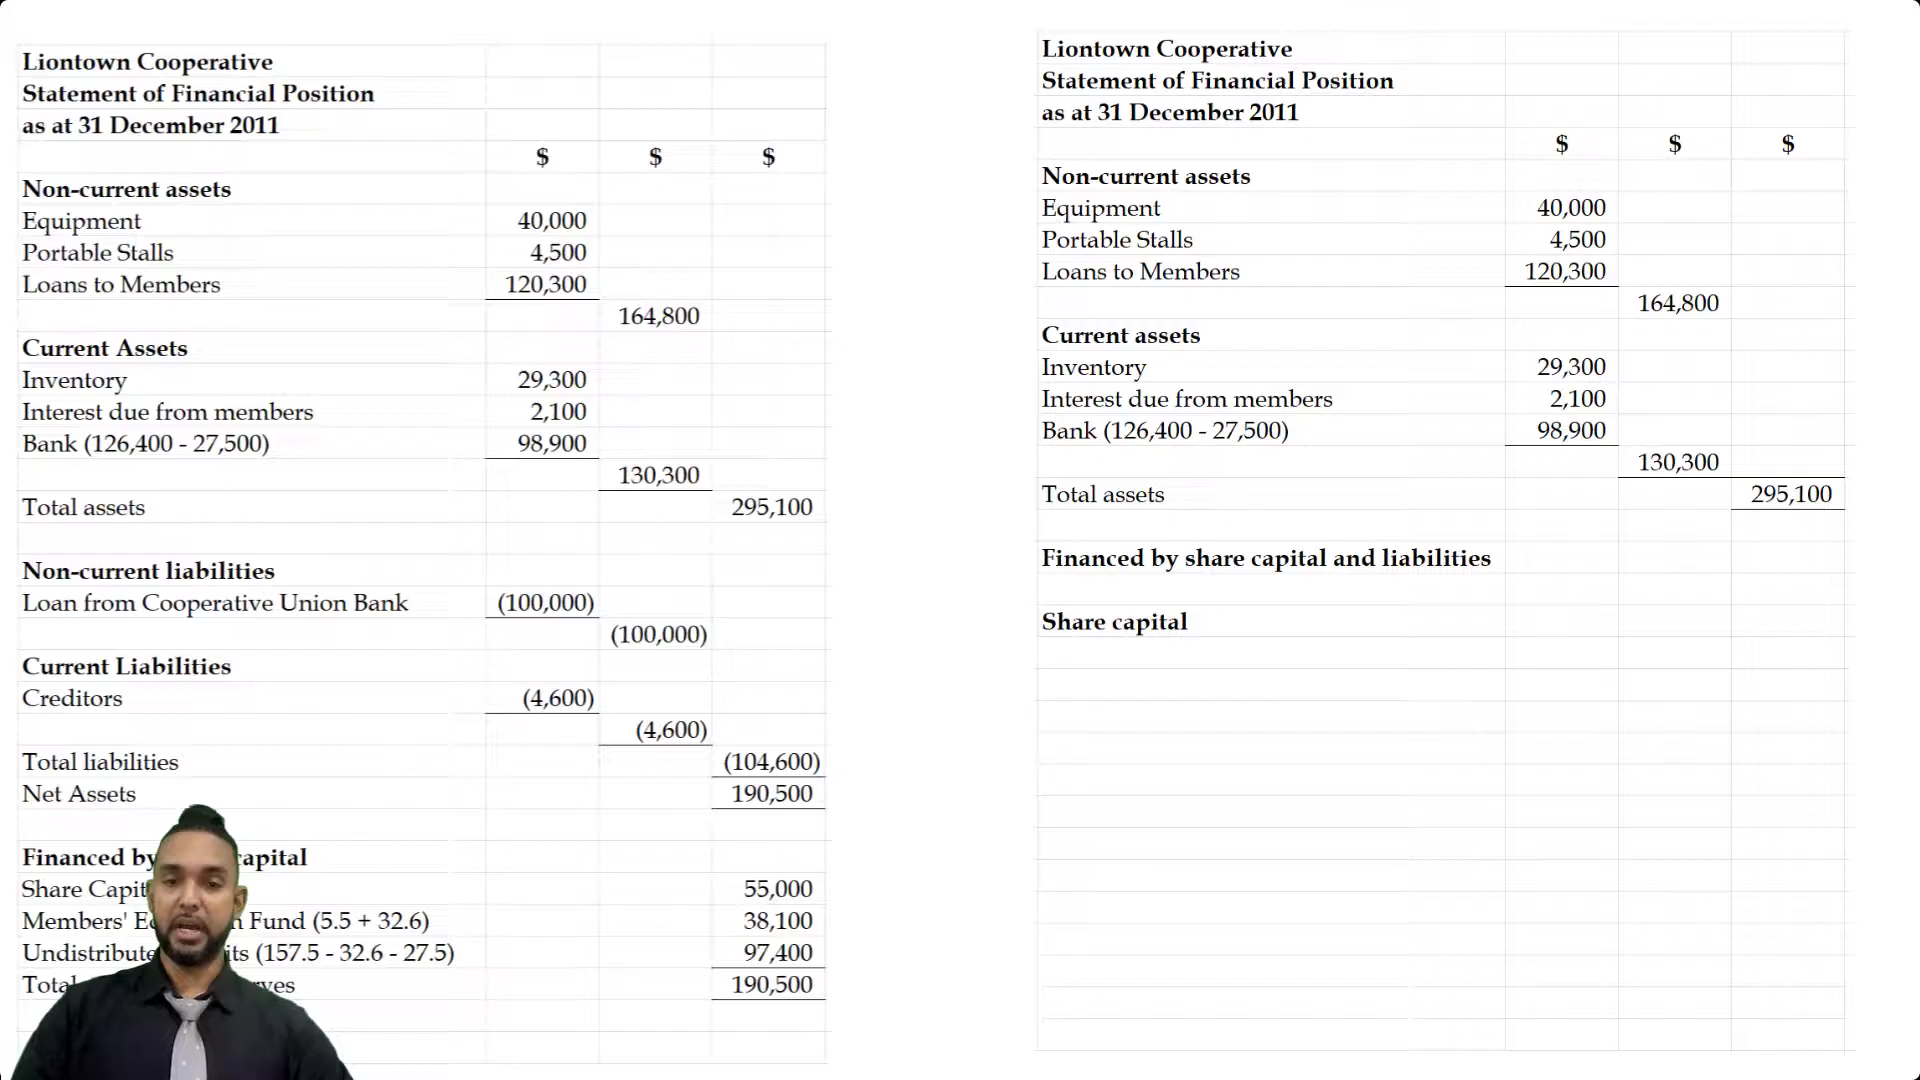 Liontown Cooperative
Statement of Financial Position
as at 31 December 2011
$ $ $
Non-current assets
Equipment 40,000
Portable Stalls 4,500
Loans to Members 120,300
164,800
Current Assets
Inventory 29,300
Interest due from members 2,100
Bank (126,400 - 27,500) 98,900
130,300
Total assets 295,100
Non-current liabilities
Loan from Cooperative Union Bank (100,000)
(100,000)
Current Liabilities
Creditors (4,600)
(4,600)
Total liabilities (104,600)
Net Assets 190,500
Financed by capital
Share 55,000
Members' Fund (5.5 + 32.6) 38,100
(157.5 - 32.6 - 27.5) 97,400
190,500
Liontown Cooperative
Statement of Financial Position
as at 31 December 2011
$ $ $
Non-current assets
Equipment 40,000
Portable Stalls 4,500
Loans to Members 120,300
164,800
Current assets
Inventory 29,300
Interest due from members 2,100
Bank (126,400 - 27,500) 98,900
130,300
Total assets 295,100
Financed by share capital and liabilities
Share capital